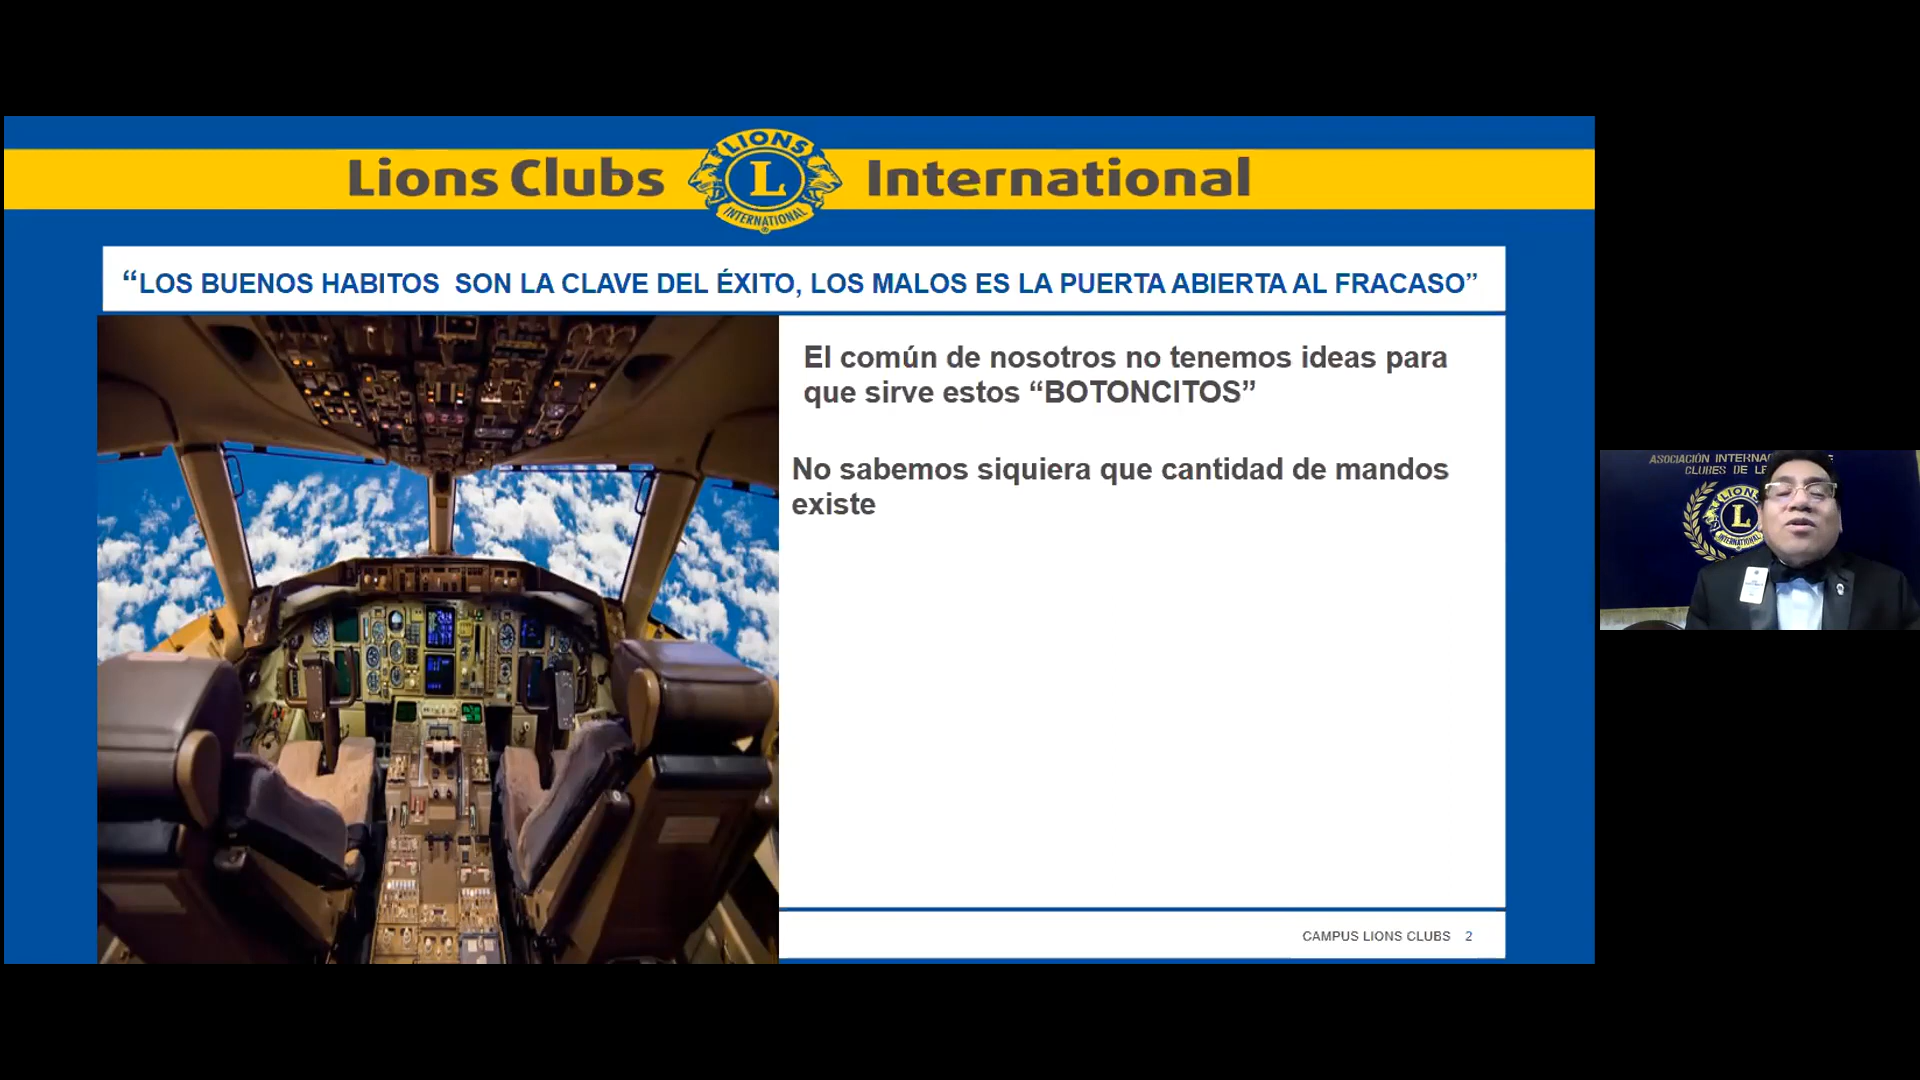 Lions Clubs International
LIONS
L
INTERNATIONAL
“LOS BUENOS HABITOS SON LA CLAVE DEL ÉXITO, LOS MALOS ES LA PUERTA ABIERTA AL FRACASO”
El común de nosotros no tenemos ideas para
que sirve estos “BOTONCITOS”
No sabemos siquiera que cantidad de mandos
existe
CAMPUS LIONS CLUBS 2
ASOCIACIÓN
CLUBES DE
LIONS
L
INTERNATIONAL